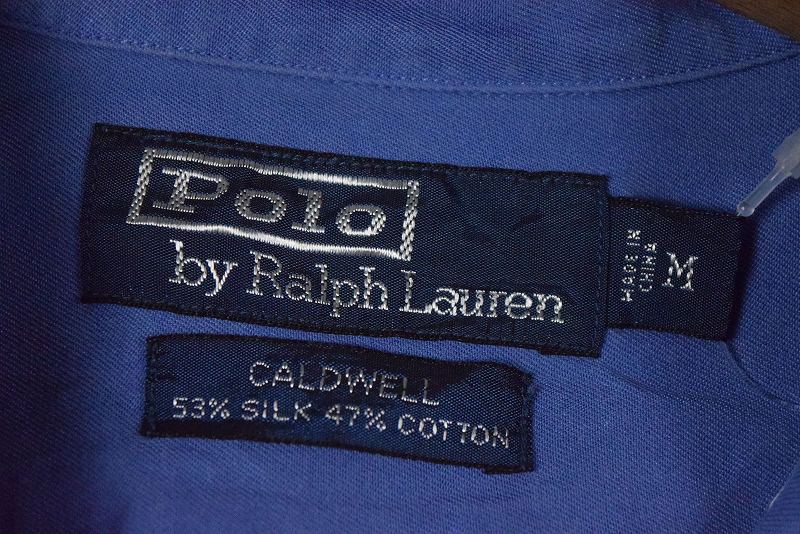 Polo
by Ralph Lauren
MADE IN
CHINA
M
CALDWELL
53% SILK 47% COTTON